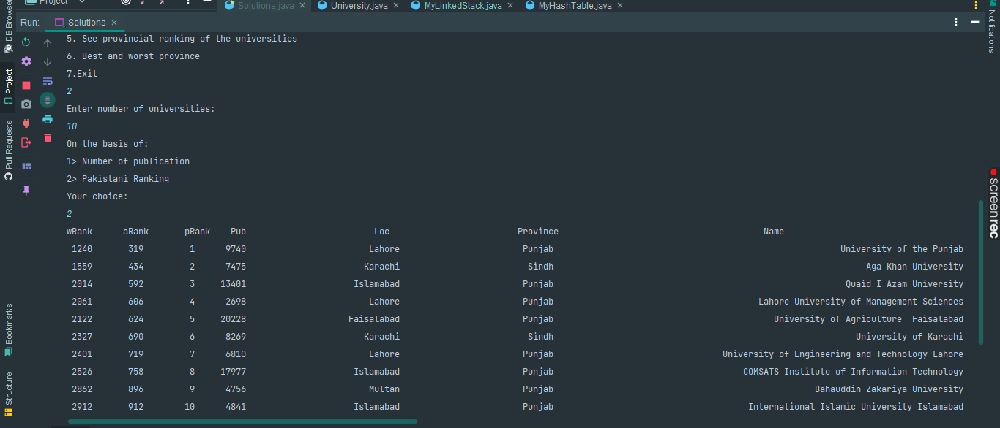 Project
Solutions.java University.java MyLinkedStack.java MyHashTable.java
Run: Solutions
5. See provincial ranking of the universities
6. Best and worst province
7.Exit
2
Enter number of universities:
10
On the basis of:
1> Number of publication
2> Pakistani Ranking
Your choice:
2
wRank aRank pRank Pub Loc Province Name
1240 319 1 9740 Lahore Punjab University of the Punjab
1559 434 2 7475 Karachi Sindh Aga Khan University
2014 592 3 13401 Islamabad Punjab Quaid I Azam University
2061 606 4 2698 Lahore Punjab Lahore University of Management Sciences
2122 624 5 20228 Faisalabad Punjab University of Agriculture  Faisalabad
2327 690 6 8269 Karachi Sindh University of Karachi
2401 719 7 6810 Lahore Punjab University of Engineering and Technology Lahore
2526 758 8 17977 Islamabad Punjab COMSATS Institute of Information Technology
2862 896 9 4756 Multan Punjab Bahauddin Zakariya University
2912 912 10 4841 Islamabad Punjab International Islamic University Islamabad
DB Browser
Project
Pull Requests
Bookmarks
Structure
Notifications
screenrec